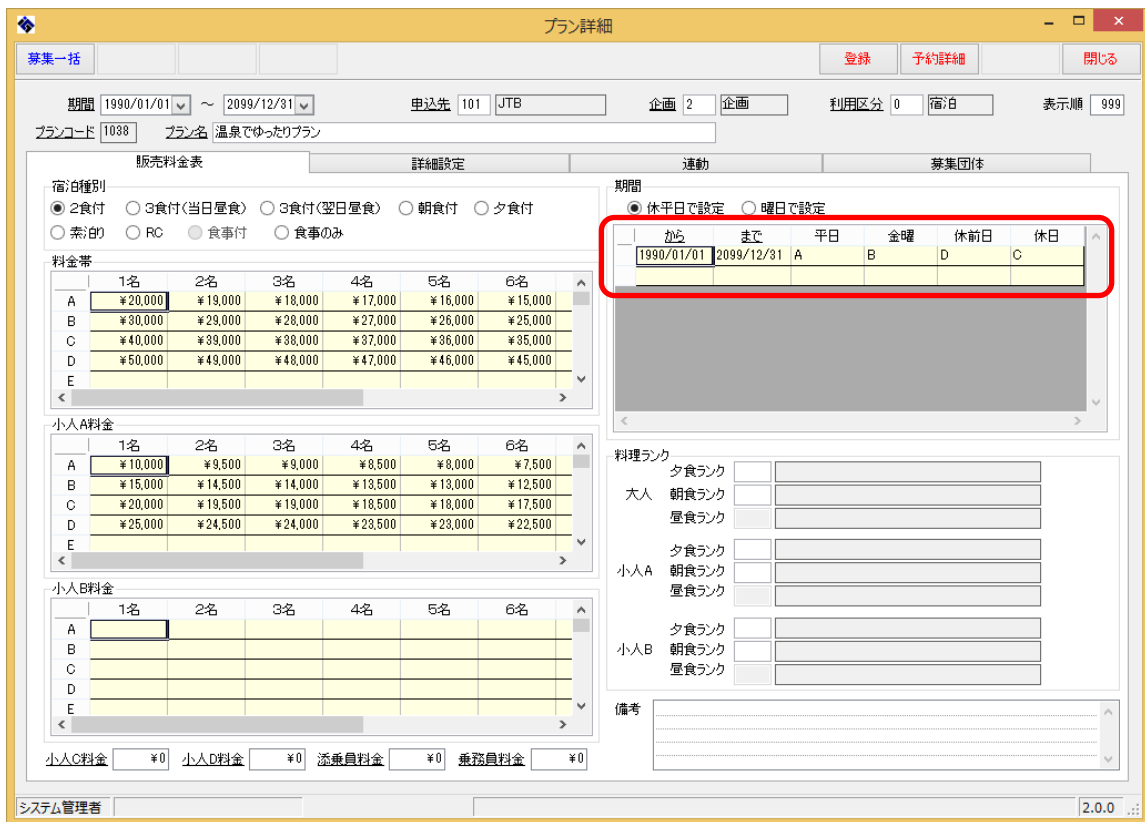 プラン詳細
募集一括 登録 予約詳細 閉じる
期間 1990/01/01 ～ 2099/12/31 申込先 101 JTB 企画 2 企画 利用区分 0 宿泊 表示順 999
プランコード 1038 プラン名 温泉でゆったりプラン
販売料金表 詳細設定 連動 募集団体
宿泊種別
2食付 3食付(当日昼食) 3食付(翌日昼食) 朝食付 夕食付
素泊り RC 食事付 食事のみ
料金帯
1名 2名 3名 4名 5名 6名
A ¥20,000 ¥19,000 ¥18,000 ¥17,000 ¥16,000 ¥15,000
B ¥30,000 ¥29,000 ¥28,000 ¥27,000 ¥26,000 ¥25,000
C ¥40,000 ¥39,000 ¥38,000 ¥37,000 ¥36,000 ¥35,000
D ¥50,000 ¥49,000 ¥48,000 ¥47,000 ¥46,000 ¥45,000
E
小人A料金
1名 2名 3名 4名 5名 6名
A ¥10,000 ¥9,500 ¥9,000 ¥8,500 ¥8,000 ¥7,500
B ¥15,000 ¥14,500 ¥14,000 ¥13,500 ¥13,000 ¥12,500
C ¥20,000 ¥19,500 ¥19,000 ¥18,500 ¥18,000 ¥17,500
D ¥25,000 ¥24,500 ¥24,000 ¥23,500 ¥23,000 ¥22,500
E
小人B料金
1名 2名 3名 4名 5名 6名
A
B
C
D
E
小人C料金 ¥0 小人D料金 ¥0 添乗員料金 ¥0 乗務員料金 ¥0
期間
休平日で設定 曜日で設定
から まで 平日 金曜 休前日 休日
1990/01/01 2099/12/31 A B D C
料理ランク
夕食ランク
大人 朝食ランク
昼食ランク
夕食ランク
小人A 朝食ランク
昼食ランク
夕食ランク
小人B 朝食ランク
昼食ランク
備考
システム管理者 2.0.0